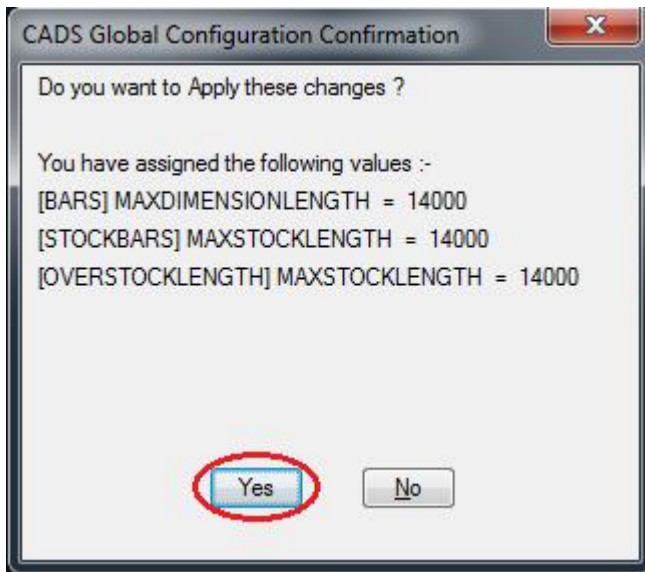 CADS Global Configuration Confirmation
Do you want to Apply these changes ?
You have assigned the following values :-
[BARS] MAXDIMENSIONLENGTH = 14000
[STOCKBARS] MAXSTOCKLENGTH = 14000
[OVERSTOCKLENGTH] MAXSTOCKLENGTH = 14000
Yes No